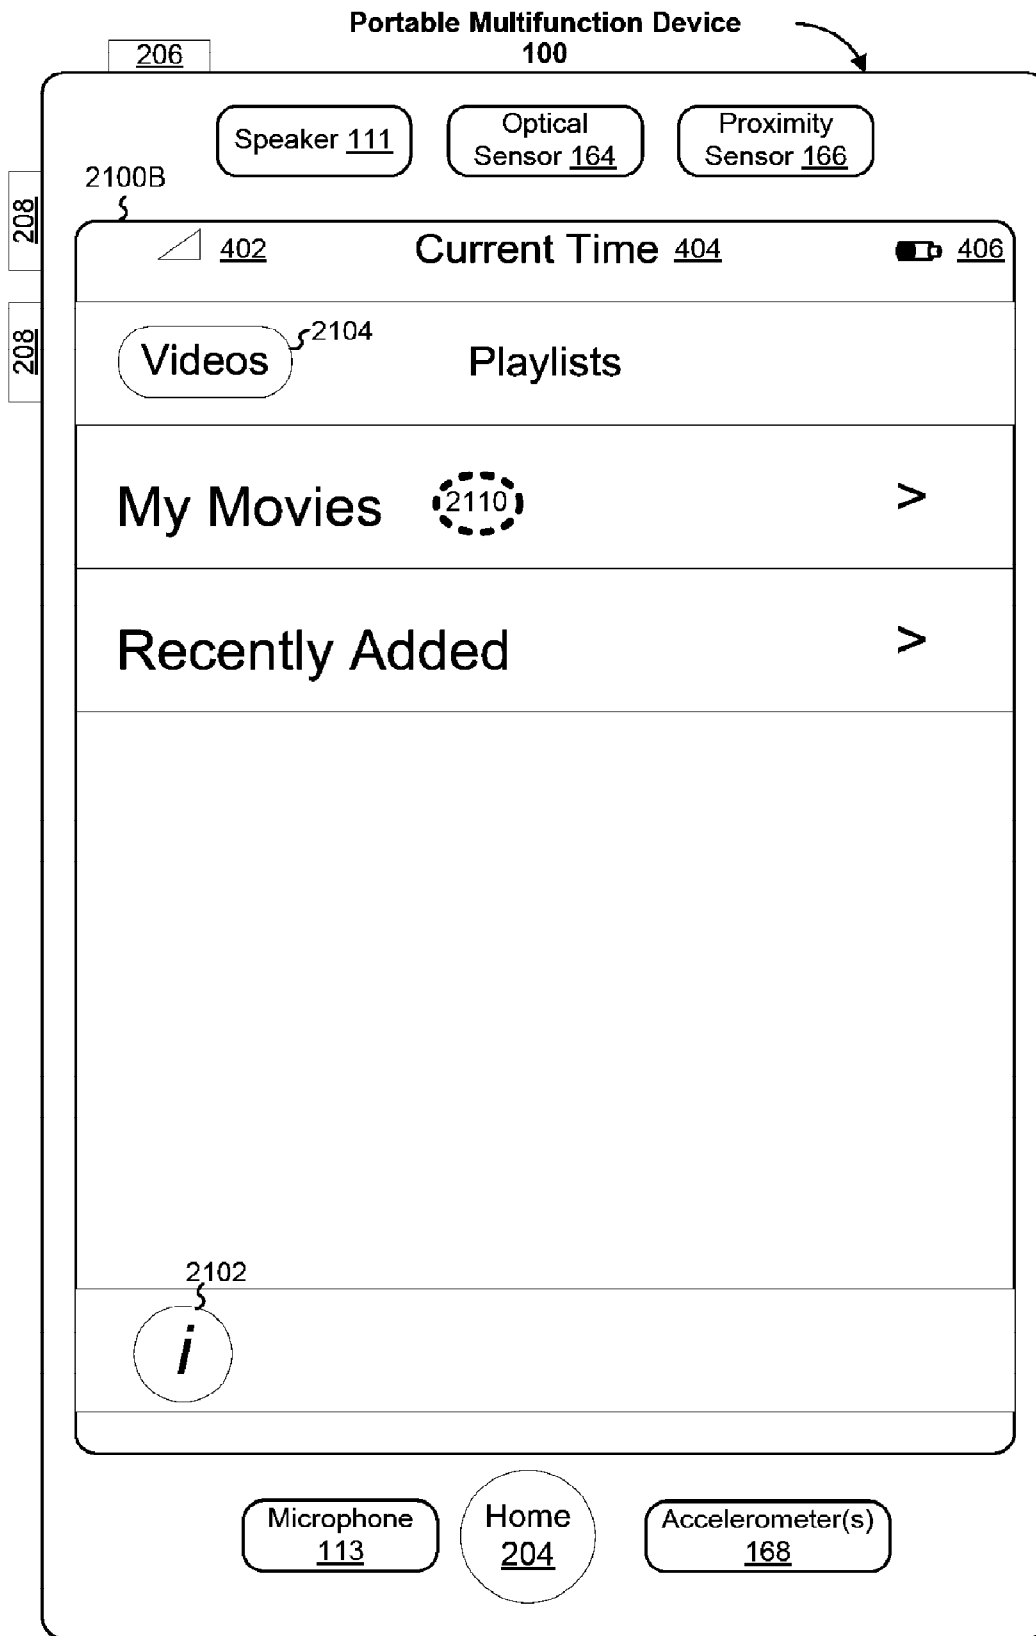 Portable Multifunction Device
100
206
Speaker 111
Optical
Sensor 164
Proximity
Sensor 166
2100B
208
402
Current Time 404
406
208
Videos
2104
Playlists
My Movies
2110
>
Recently Added
>
2102
i
Microphone
113
Home
204
Accelerometer(s)
168